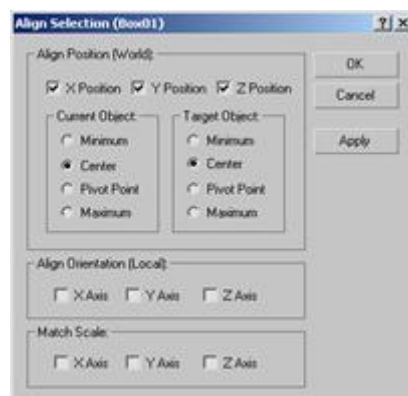 Align Selection (Box01)
Align Position (World):
X Position Y Position Z Position
Current Object: Target Object:
Minimum Minimum
Center Center
Pivot Point Pivot Point
Maximum Maximum
Align Orientation (Local):
X Axis Y Axis Z Axis
Match Scale:
X Axis Y Axis Z Axis
OK
Cancel
Apply